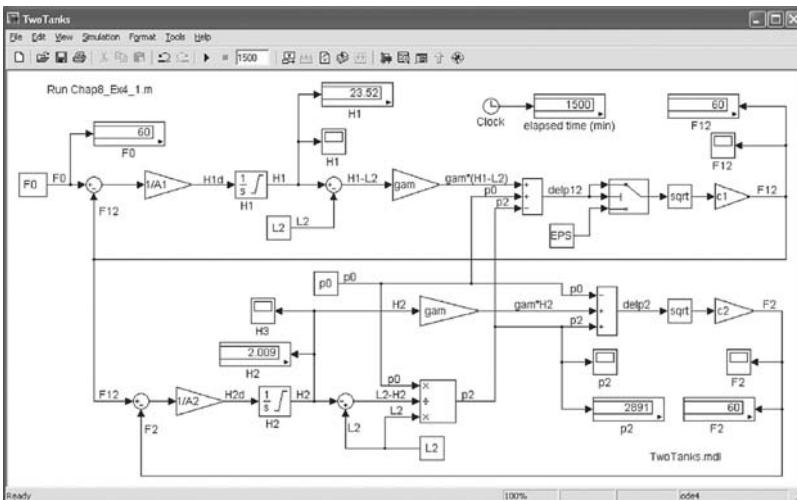 TwoTanks
File Edit View Simulation Format Tools Help
1500
Run Chap8_Ex4_1.m
23.52
H1
1500
Clock
elapsed time (min)
60
F12
60
F0
H1
F12
F0
F0
1/A1
H1d
1
s
H1
H1
H1-L2
gam
gam*(H1-L2)
p0
p2
delp12
sqrt
c1
F12
F12
L2
L2
EPS
p0
p0
p0
H3
H2
gam
gam*H2
p2
delp2
sqrt
c2
F2
2.009
H2
p2
F2
F12
1/A2
H2d
1
s
H2
H2
p0
L2-H2
L2
p2
F2
L2
L2
2891
p2
60
F2
TwoTanks.mdl
Ready
100%
ode4